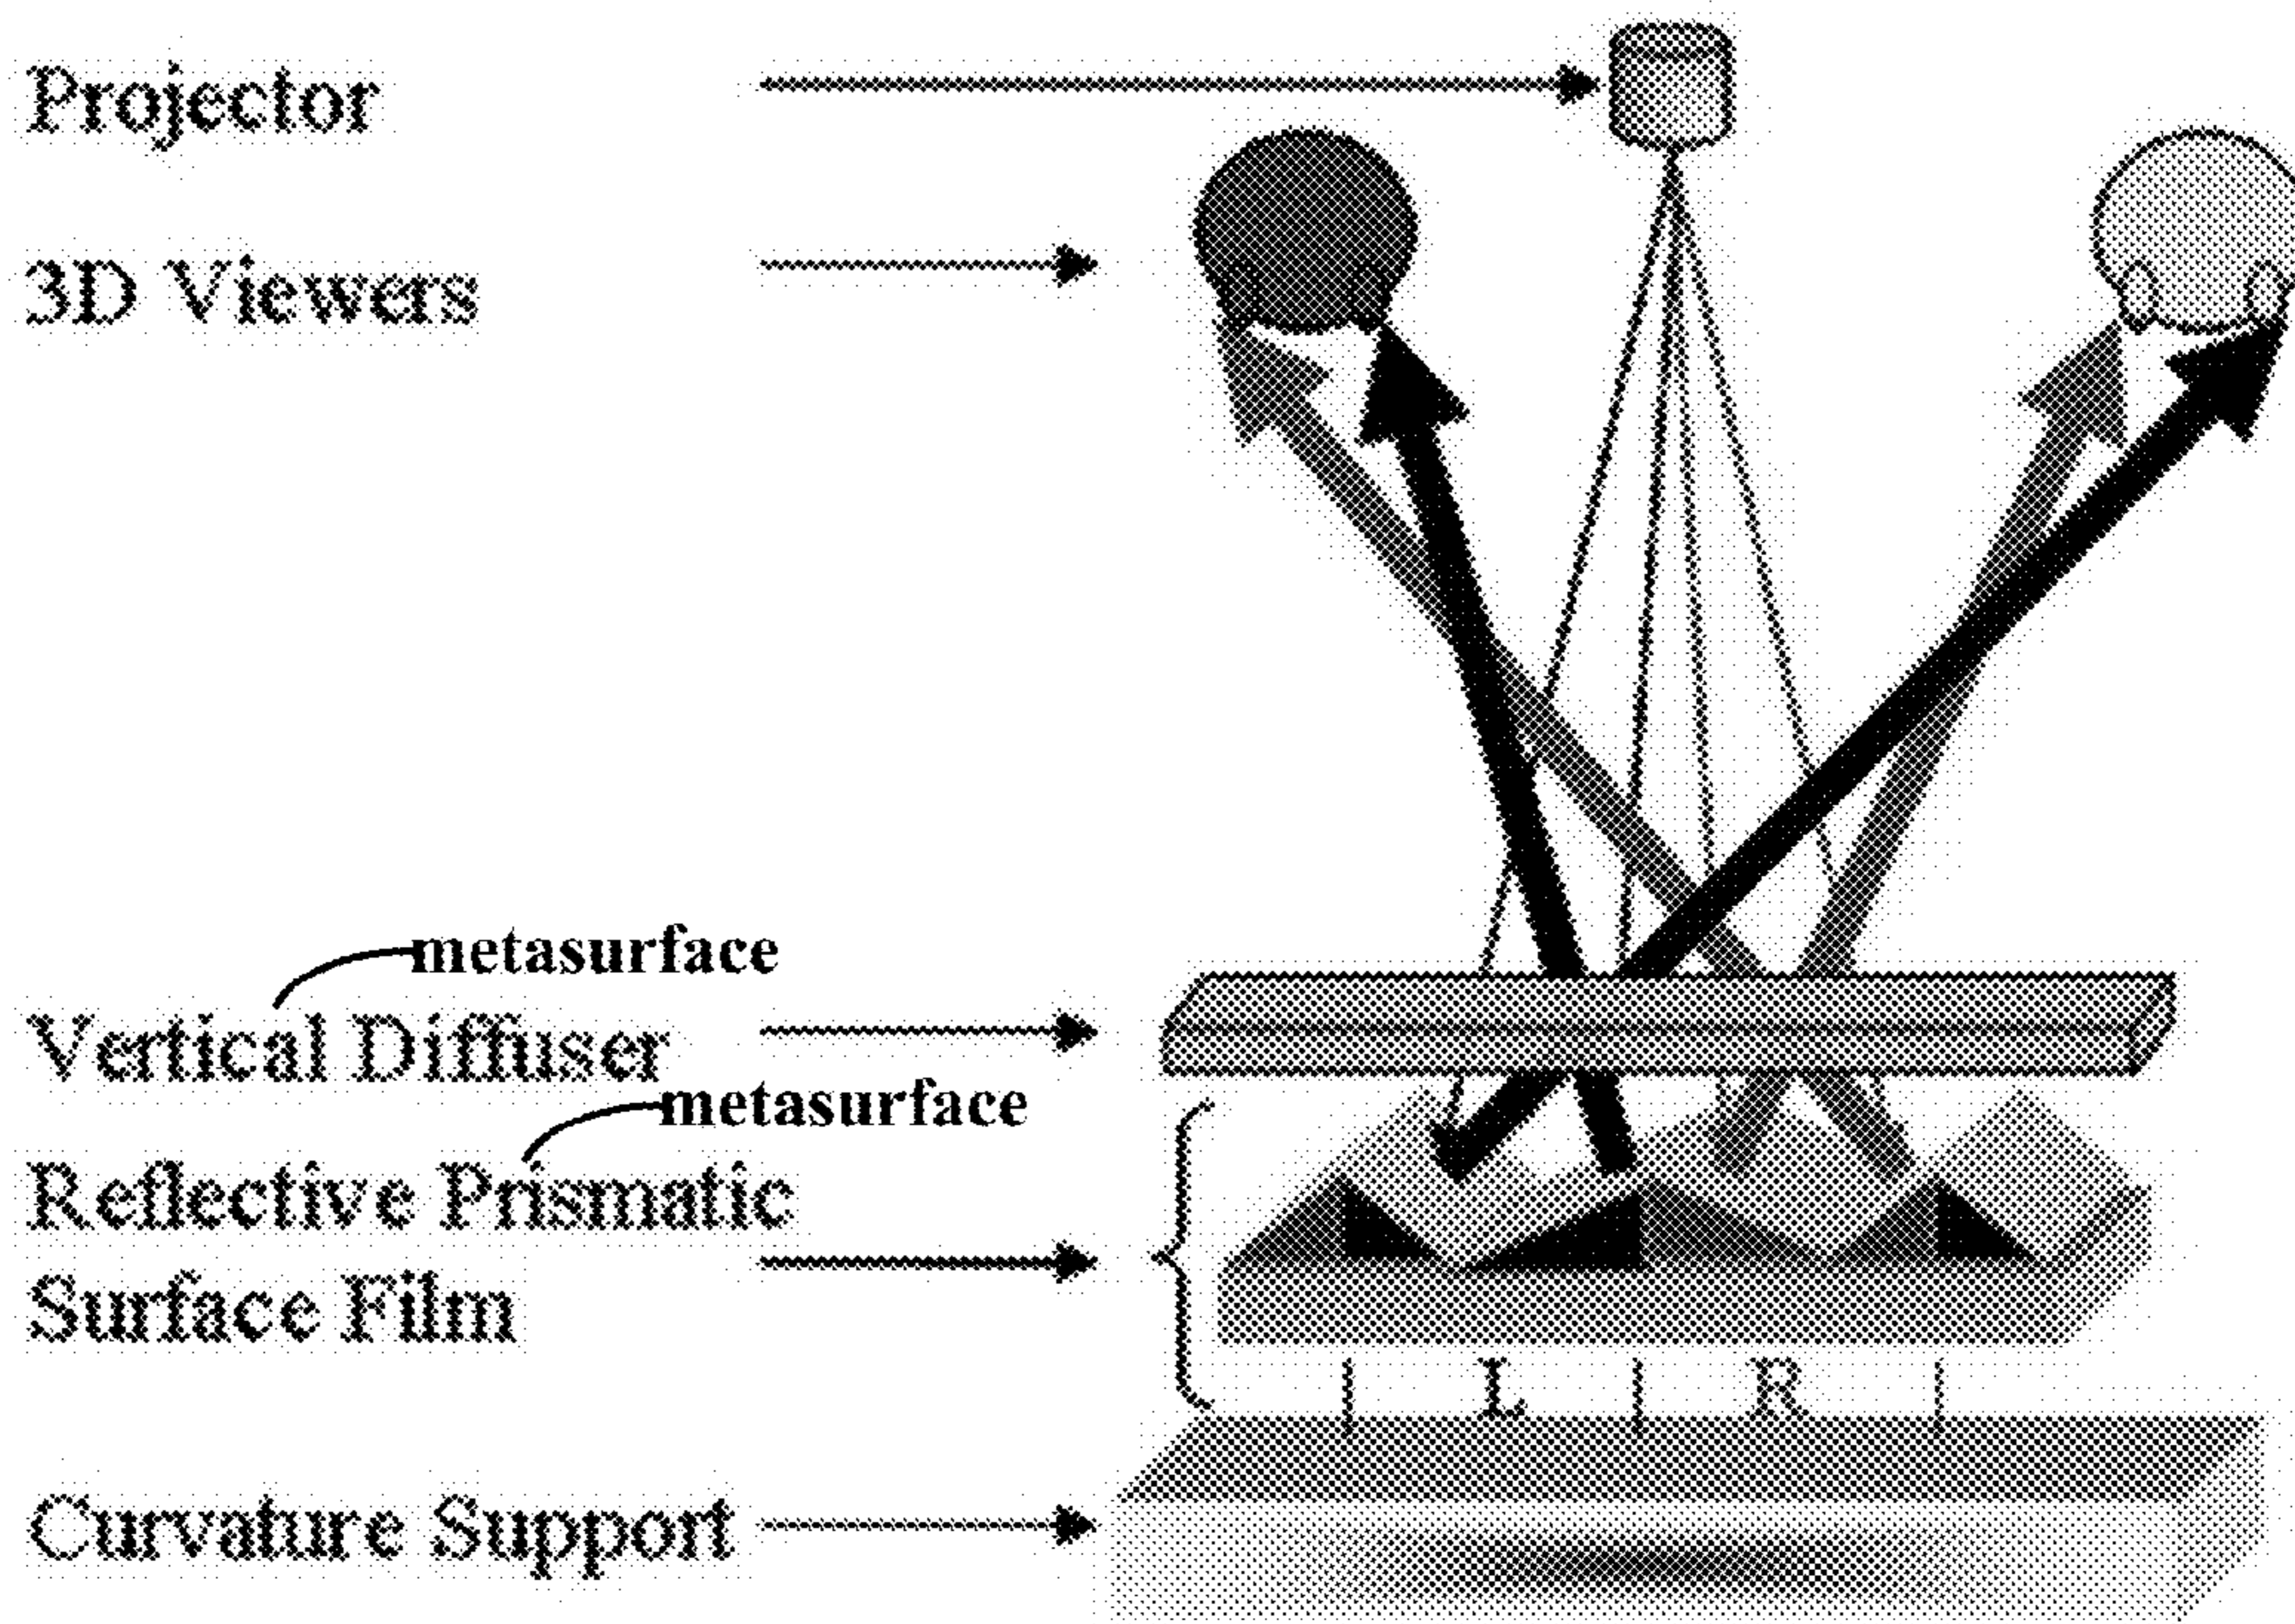 Projector
3D Viewers
metasurface
Vertical Diffuser
metasurface
Reflective Prismatic
Surface Film
L R
Curvature Support